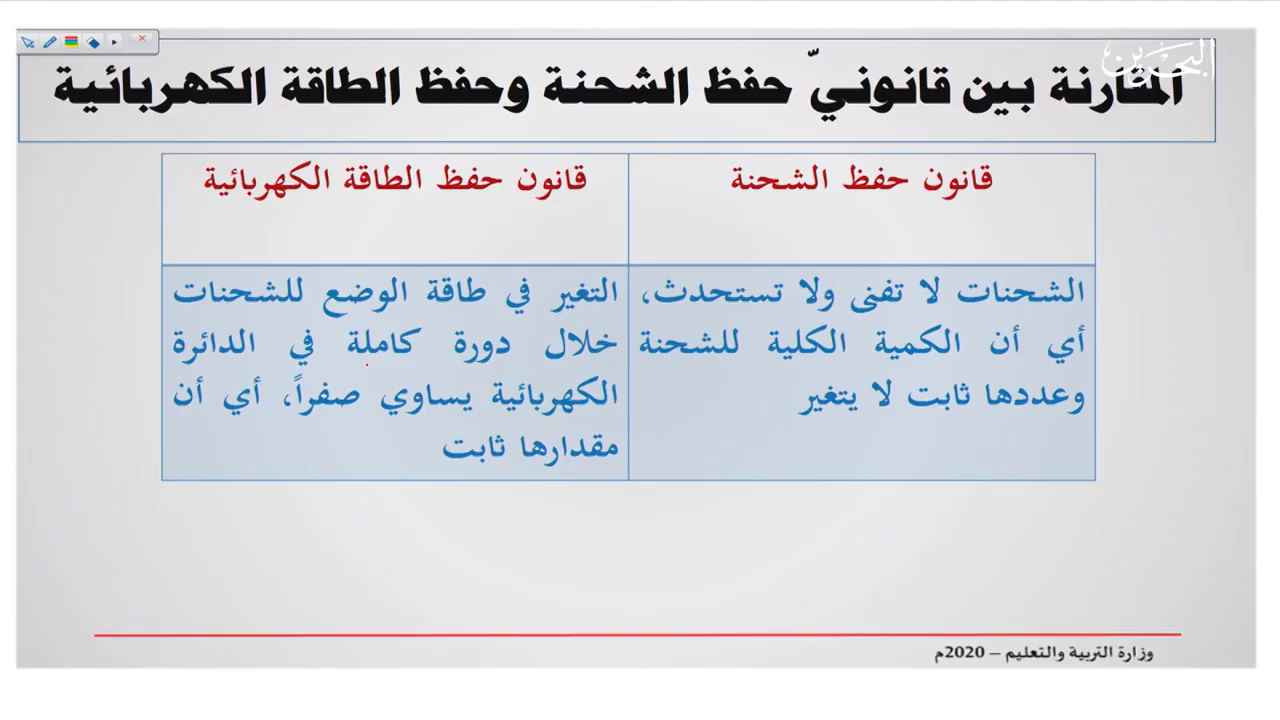 البحرين
المقارنة بين قانونيّ حفظ الشحنة وحفظ الطاقة الكهربائية
قانون حفظ الشحنة
قانون حفظ الطاقة الكهربائية
الشحنات لا تفنى ولا تستحدث،
أي أن الكمية الكلية للشحنة
وعددها ثابت لا يتغير
التغير في طاقة الوضع للشحنات
خلال دورة كاملة في الدائرة
الكهربائية يساوي صفراً، أي أن
مقدارها ثابت
وزارة التربية والتعليم – 2020م